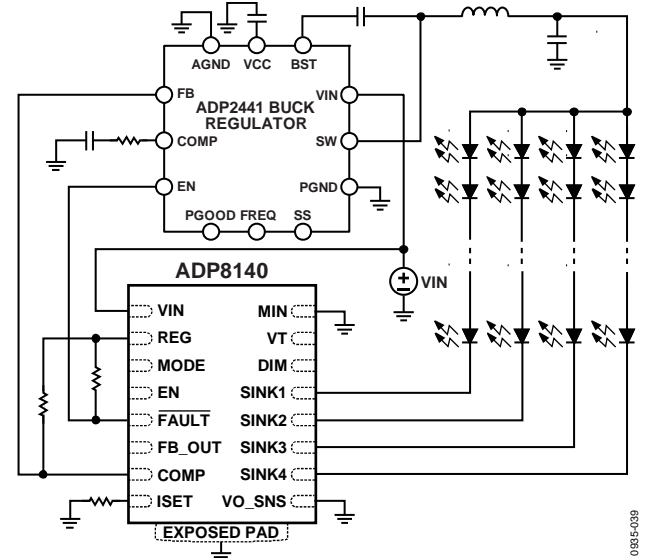 AGND VCC BST
FB
VIN
ADP2441 BUCK
REGULATOR
COMP
SW
EN
PGND
PGOOD FREQ SS
ADP8140
VIN
VIN
MIN
REG
VT
MODE
DIM
EN
SINK1
FAULT
SINK2
FB_OUT
SINK3
COMP
SINK4
ISET
VO_SNS
EXPOSED PAD
0935-039